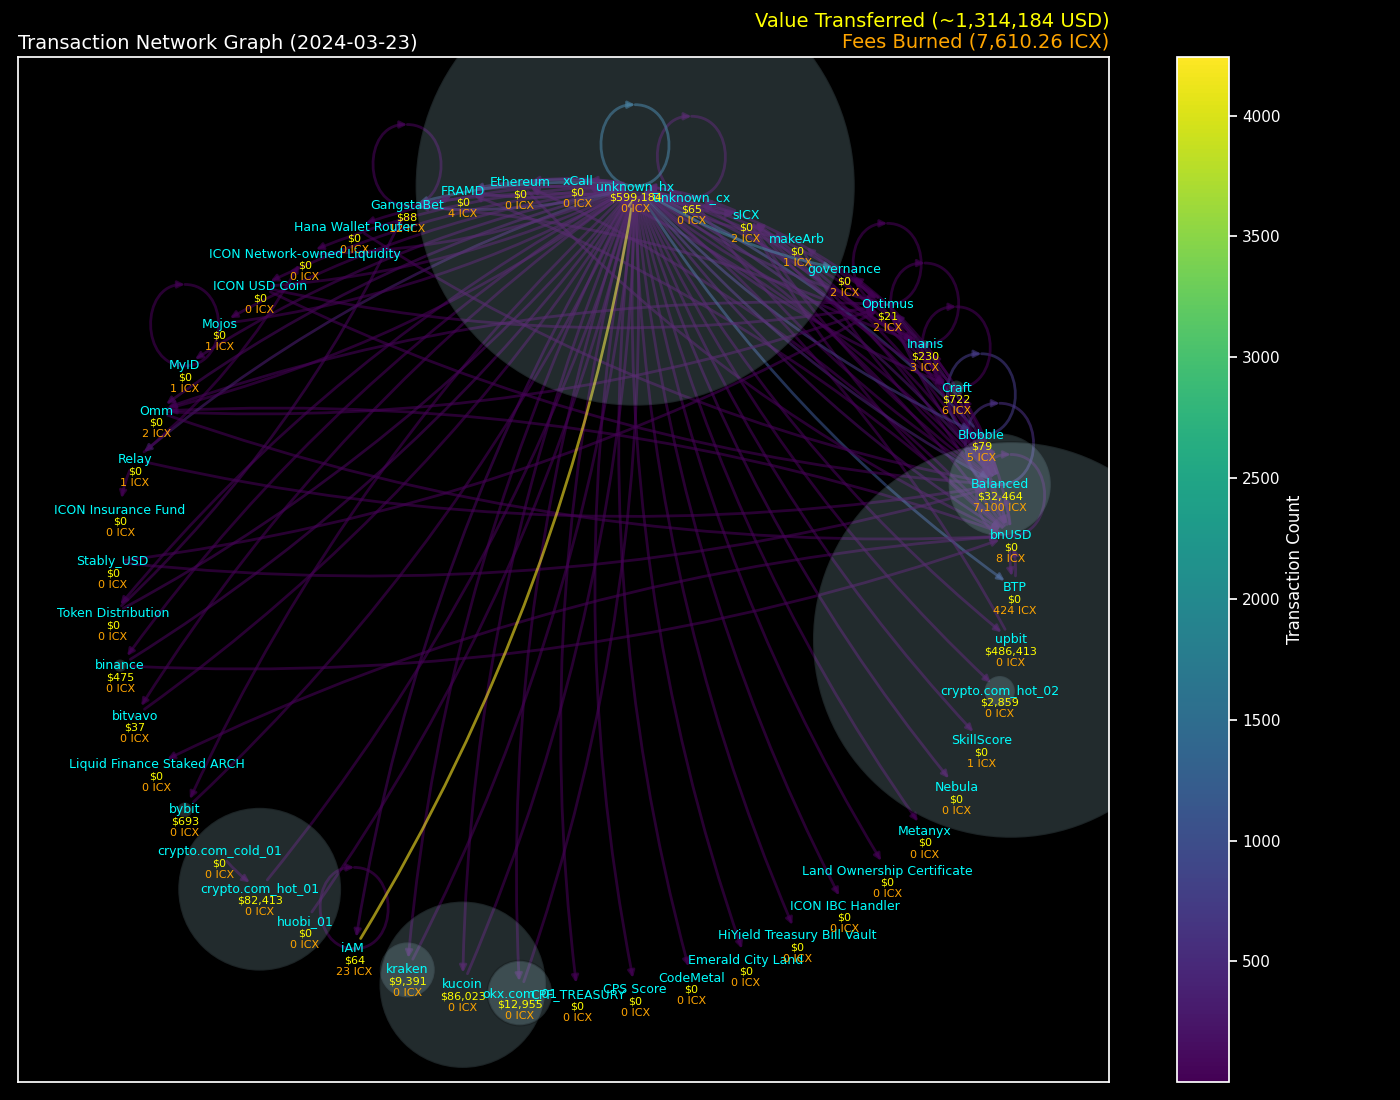 Value Transferred (~1,314,184 USD)
Transaction Network Graph (2024-03-23)
Fees Burned (7,610.26 ICX)
unknown_hx
$599,184
0 ICX
unknown_cx
$65
0 ICX
xCall
$0
0 ICX
Ethereum
$0
0 ICX
FRAMD
$0
4 ICX
GangstaBet
$88
12 ICX
Hana Wallet Router
$0
0 ICX
ICON Network-owned Liquidity
$0
0 ICX
ICON USD Coin
$0
0 ICX
Mojos
$0
1 ICX
MyID
$0
1 ICX
Omm
$0
2 ICX
Relay
$0
1 ICX
ICON Insurance Fund
$0
0 ICX
Stably_USD
$0
0 ICX
Token Distribution
$0
0 ICX
binance
$475
0 ICX
bitvavo
$37
0 ICX
Liquid Finance Staked ARCH
$0
0 ICX
bybit
$693
0 ICX
crypto.com_cold_01
$0
0 ICX
crypto.com_hot_01
$82,413
0 ICX
huobi_01
$0
0 ICX
iAM
$64
23 ICX
kraken
$9,391
0 ICX
kucoin
$86,023
0 ICX
okx.com_01
$12,955
0 ICX
CPF_TREASURY
$0
0 ICX
CPS Score
$0
0 ICX
CodeMetal
$0
0 ICX
Emerald City Land
$0
0 ICX
HiYield Treasury Bill Vault
$0
0 ICX
ICON IBC Handler
$0
0 ICX
Land Ownership Certificate
$0
0 ICX
Metanyx
$0
0 ICX
Nebula
$0
0 ICX
SkillScore
$0
1 ICX
crypto.com_hot_02
$2,859
0 ICX
upbit
$486,413
0 ICX
BTP
$0
424 ICX
bnUSD
$0
8 ICX
Balanced
$32,464
7,100 ICX
Blobble
$79
5 ICX
Craft
$722
6 ICX
Inanis
$230
3 ICX
Optimus
$21
2 ICX
governance
$0
2 ICX
makeArb
$0
1 ICX
sICX
$0
2 ICX
4000
3500
3000
2500
2000
1500
1000
500
Transaction Count